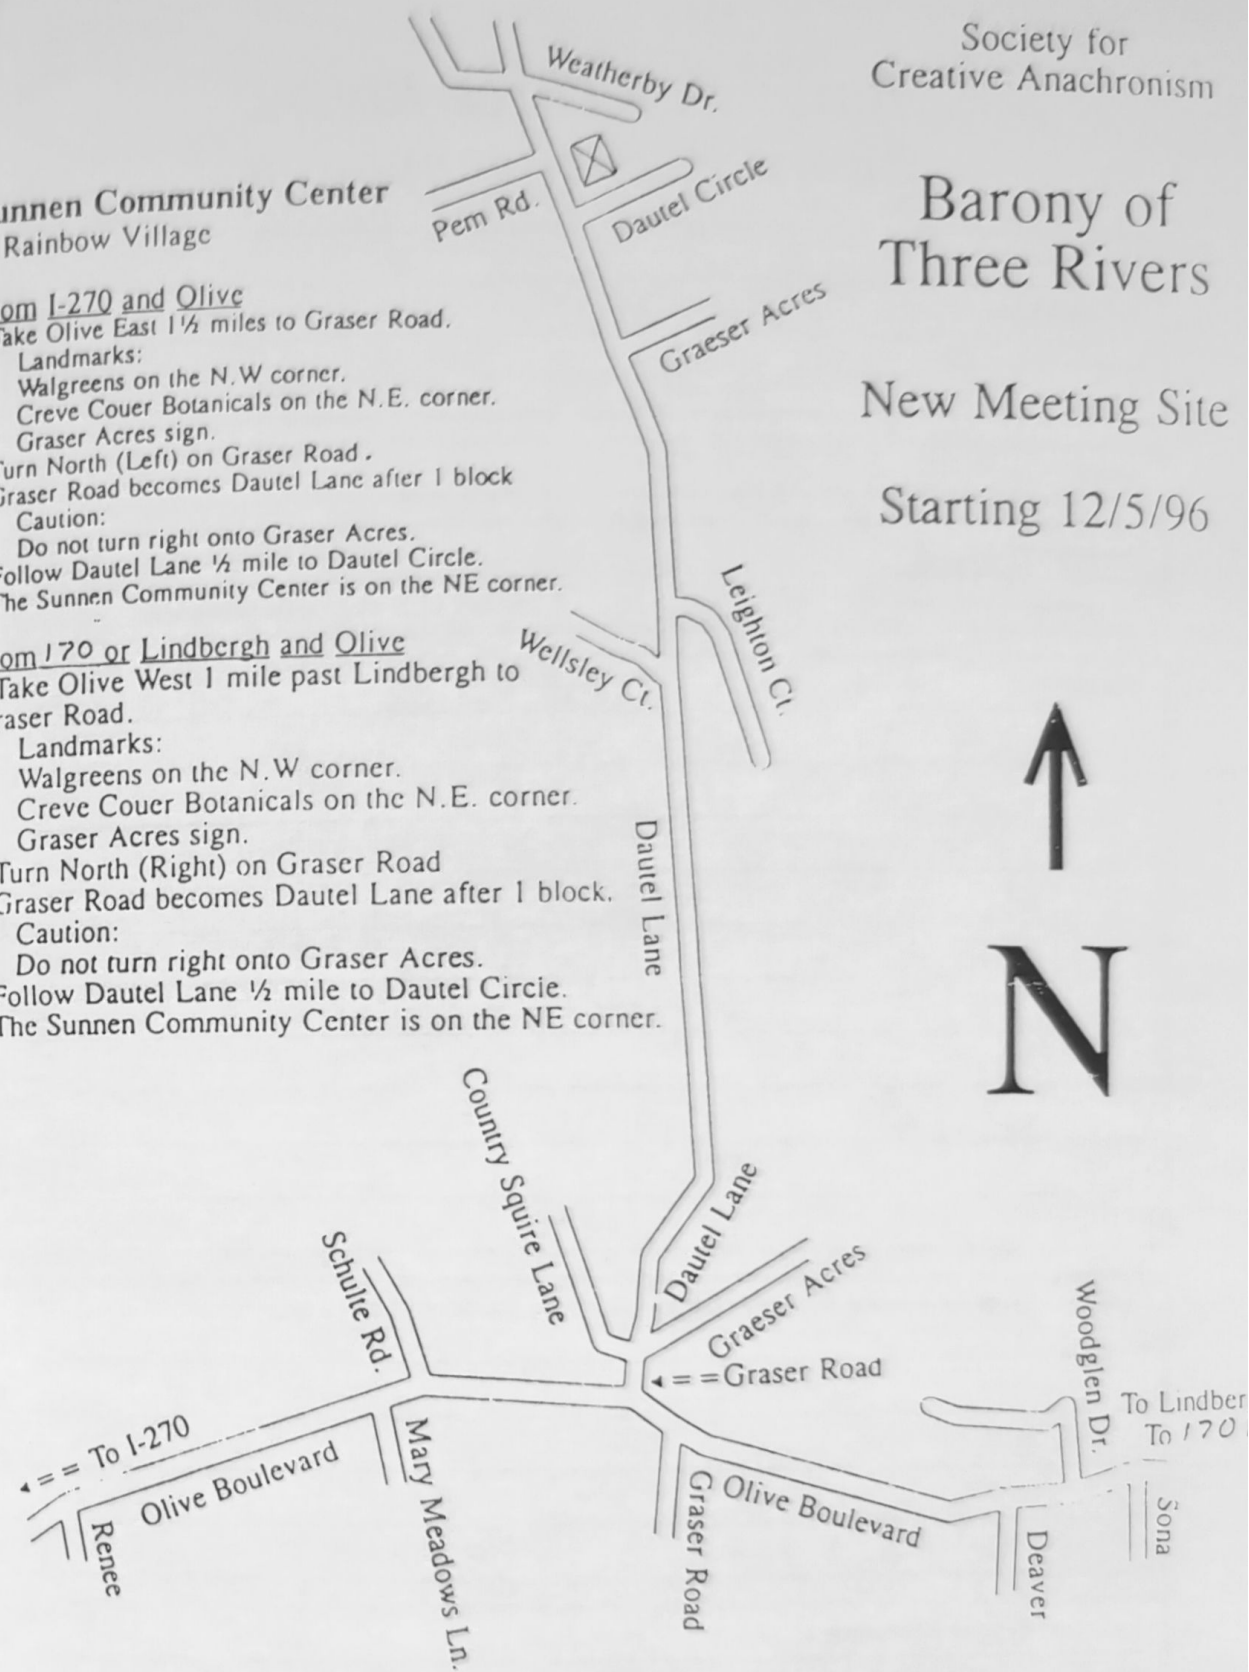 Society for
Creative Anachronism
Barony of
Three Rivers
New Meeting Site
Starting 12/5/96
unnen Community Center
Rainbow Village
om I-270 and Olive
ake Olive East 1 ½ miles to Graser Road.
Landmarks:
Walgreens on the N.W corner.
Creve Couer Botanicals on the N.E. corner.
Graser Acres sign.
urn North (Left) on Graser Road .
Graser Road becomes Dautel Lane after 1 block
Caution:
Do not turn right onto Graser Acres.
Follow Dautel Lane ½ mile to Dautel Circle.
The Sunnen Community Center is on the NE corner.
om 170 or Lindbergh and Olive
Take Olive West 1 mile past Lindbergh to
raser Road.
Landmarks:
Walgreens on the N.W corner.
Creve Couer Botanicals on the N.E. corner.
Graser Acres sign.
Turn North (Right) on Graser Road
Graser Road becomes Dautel Lane after 1 block.
Caution:
Do not turn right onto Graser Acres.
Follow Dautel Lane ½ mile to Dautel Circle.
The Sunnen Community Center is on the NE corner.
Weatherby Dr.
Pem Rd.
Dautel Circle
Graeser Acres
Leighton Ct.
Wellsley Ct.
Dautel Lane
N
Country Squire Lane
Schulte Rd.
Dautel Lane
Graeser Acres
= =Graser Road
Woodglen Dr.
To Lindber
To 170
= = To I-270
Olive Boulevard
Renee
Mary Meadows Ln.
Graser Road
Olive Boulevard
Deaver
Sona